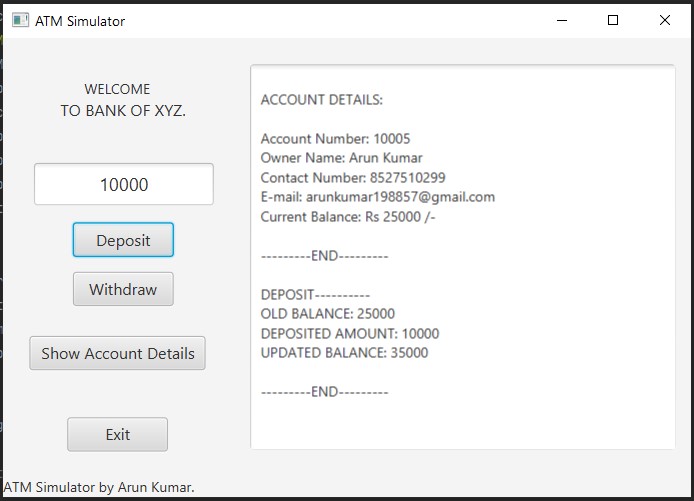 ATM Simulator
WELCOME
TO BANK OF XYZ.
10000
Deposit
Withdraw
Show Account Details
Exit
ACCOUNT DETAILS:
Account Number: 10005
Owner Name: Arun Kumar
Contact Number: 8527510299
E-mail: arunkumar198857@gmail.com
Current Balance: Rs 25000 /-
---------END---------
DEPOSIT----------
OLD BALANCE: 25000
DEPOSITED AMOUNT: 10000
UPDATED BALANCE: 35000
---------END---------
ATM Simulator by Arun Kumar.